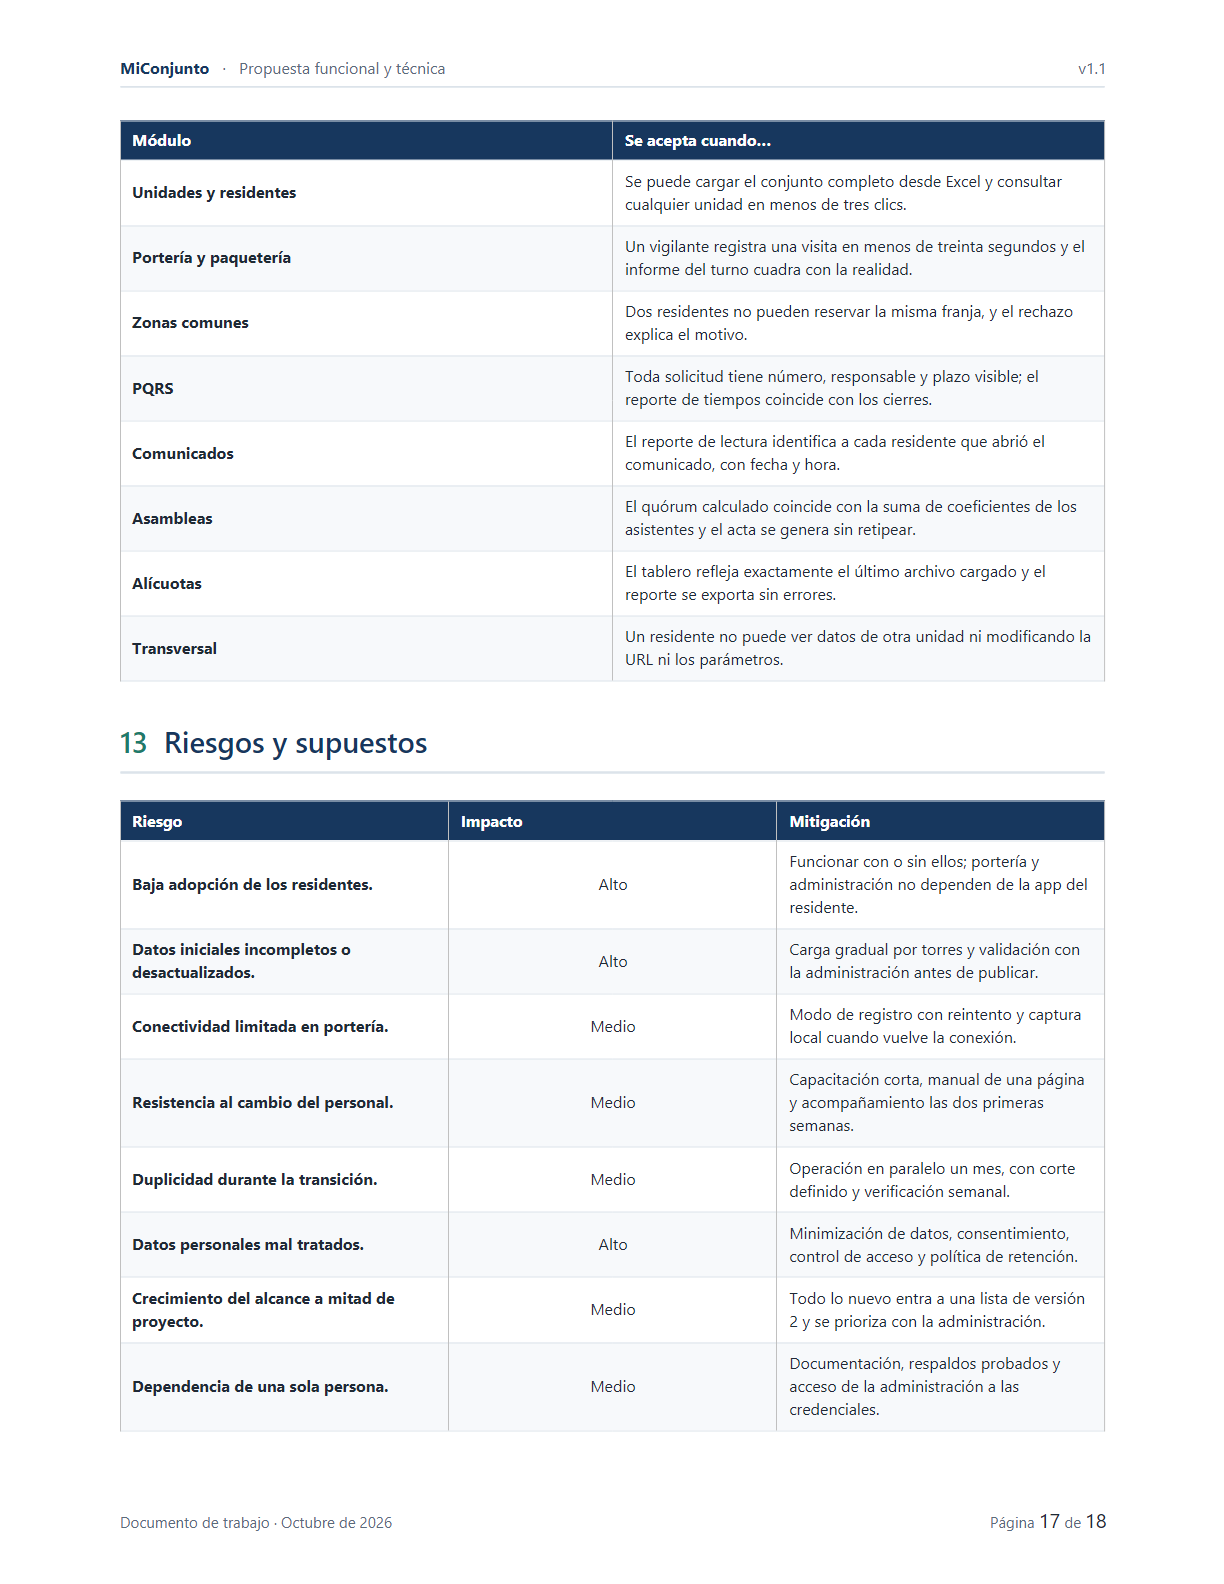 MiConjunto · Propuesta funcional y técnica v1.1
Módulo Se acepta cuando...
Unidades y residentes
Se puede cargar el conjunto completo desde Excel y consultar
cualquier unidad en menos de tres clics.
Portería y paquetería
Un vigilante registra una visita en menos de treinta segundos y el
informe del turno cuadra con la realidad.
Zonas comunes
Dos residentes no pueden reservar la misma franja, y el rechazo
explica el motivo.
PQRS
Toda solicitud tiene número, responsable y plazo visible; el
reporte de tiempos coincide con los cierres.
Comunicados
El reporte de lectura identifica a cada residente que abrió el
comunicado, con fecha y hora.
Asambleas
El quórum calculado coincide con la suma de coeficientes de los
asistentes y el acta se genera sin retipear.
Alícuotas
El tablero refleja exactamente el último archivo cargado y el
reporte se exporta sin errores.
Transversal
Un residente no puede ver datos de otra unidad ni modificando la
URL ni los parámetros.
13 Riesgos y supuestos
Riesgo Impacto Mitigación
Baja adopción de los residentes.
Alto
Funcionar con o sin ellos; portería y
administración no dependen de la app del
residente.
Datos iniciales incompletos o
desactualizados.
Alto
Carga gradual por torres y validación con
la administración antes de publicar.
Conectividad limitada en portería.
Medio
Modo de registro con reintento y captura
local cuando vuelve la conexión.
Resistencia al cambio del personal.
Medio
Capacitación corta, manual de una página
y acompañamiento las dos primeras
semanas.
Duplicidad durante la transición.
Medio
Operación en paralelo un mes, con corte
definido y verificación semanal.
Datos personales mal tratados.
Alto
Minimización de datos, consentimiento,
control de acceso y política de retención.
Crecimiento del alcance a mitad de
proyecto.
Medio
Todo lo nuevo entra a una lista de versión
2 y se prioriza con la administración.
Dependencia de una sola persona.
Medio
Documentación, respaldos probados y
acceso de la administración a las
credenciales.
Documento de trabajo · Octubre de 2026 Página 17 de 18